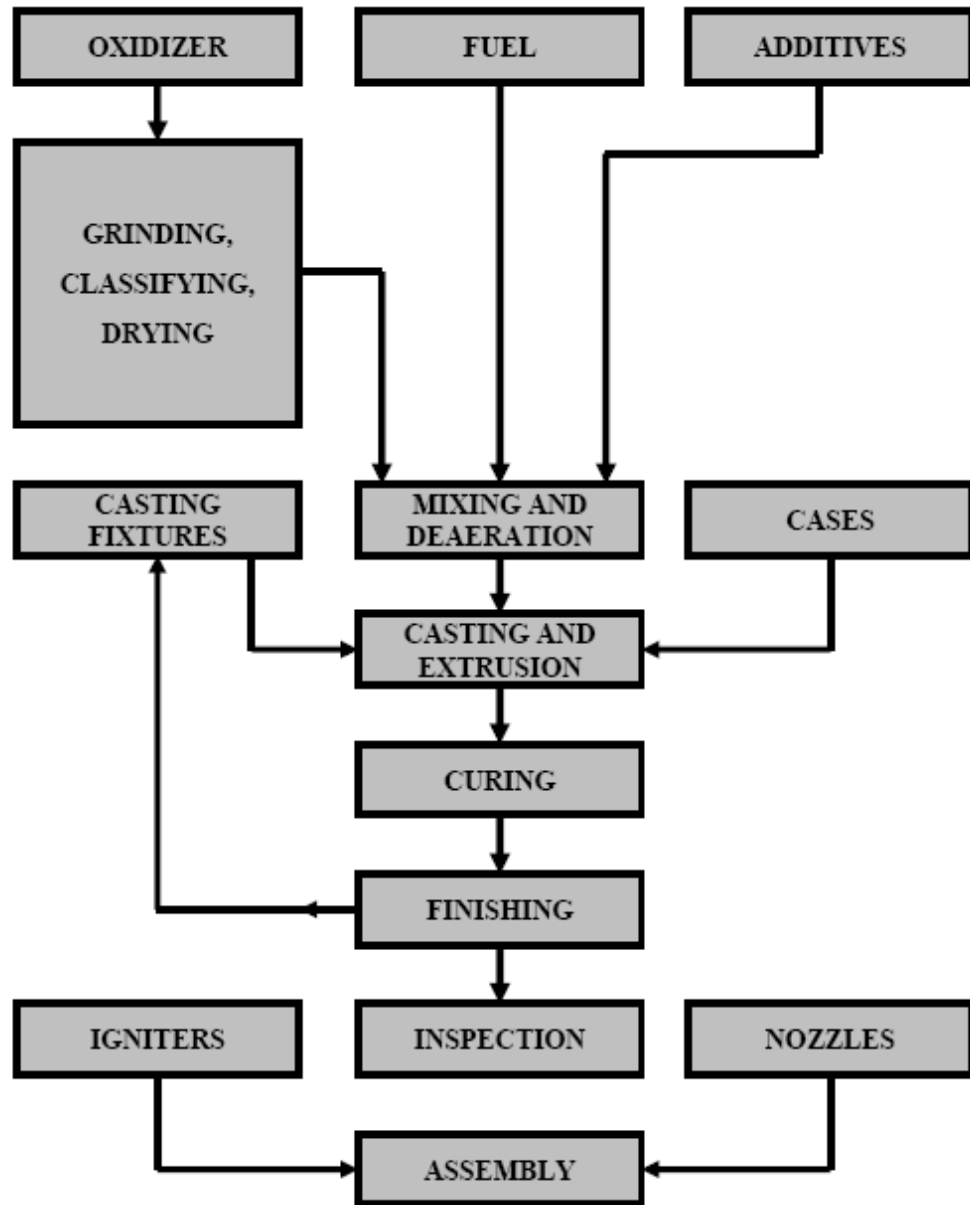 OXIDIZER
FUEL
ADDITIVES
GRINDING,
CLASSIFYING,
DRYING
CASTING
FIXTURES
MIXING AND
DEAERATION
CASES
CASTING AND
EXTRUSION
CURING
FINISHING
IGNITERS
INSPECTION
NOZZLES
ASSEMBLY